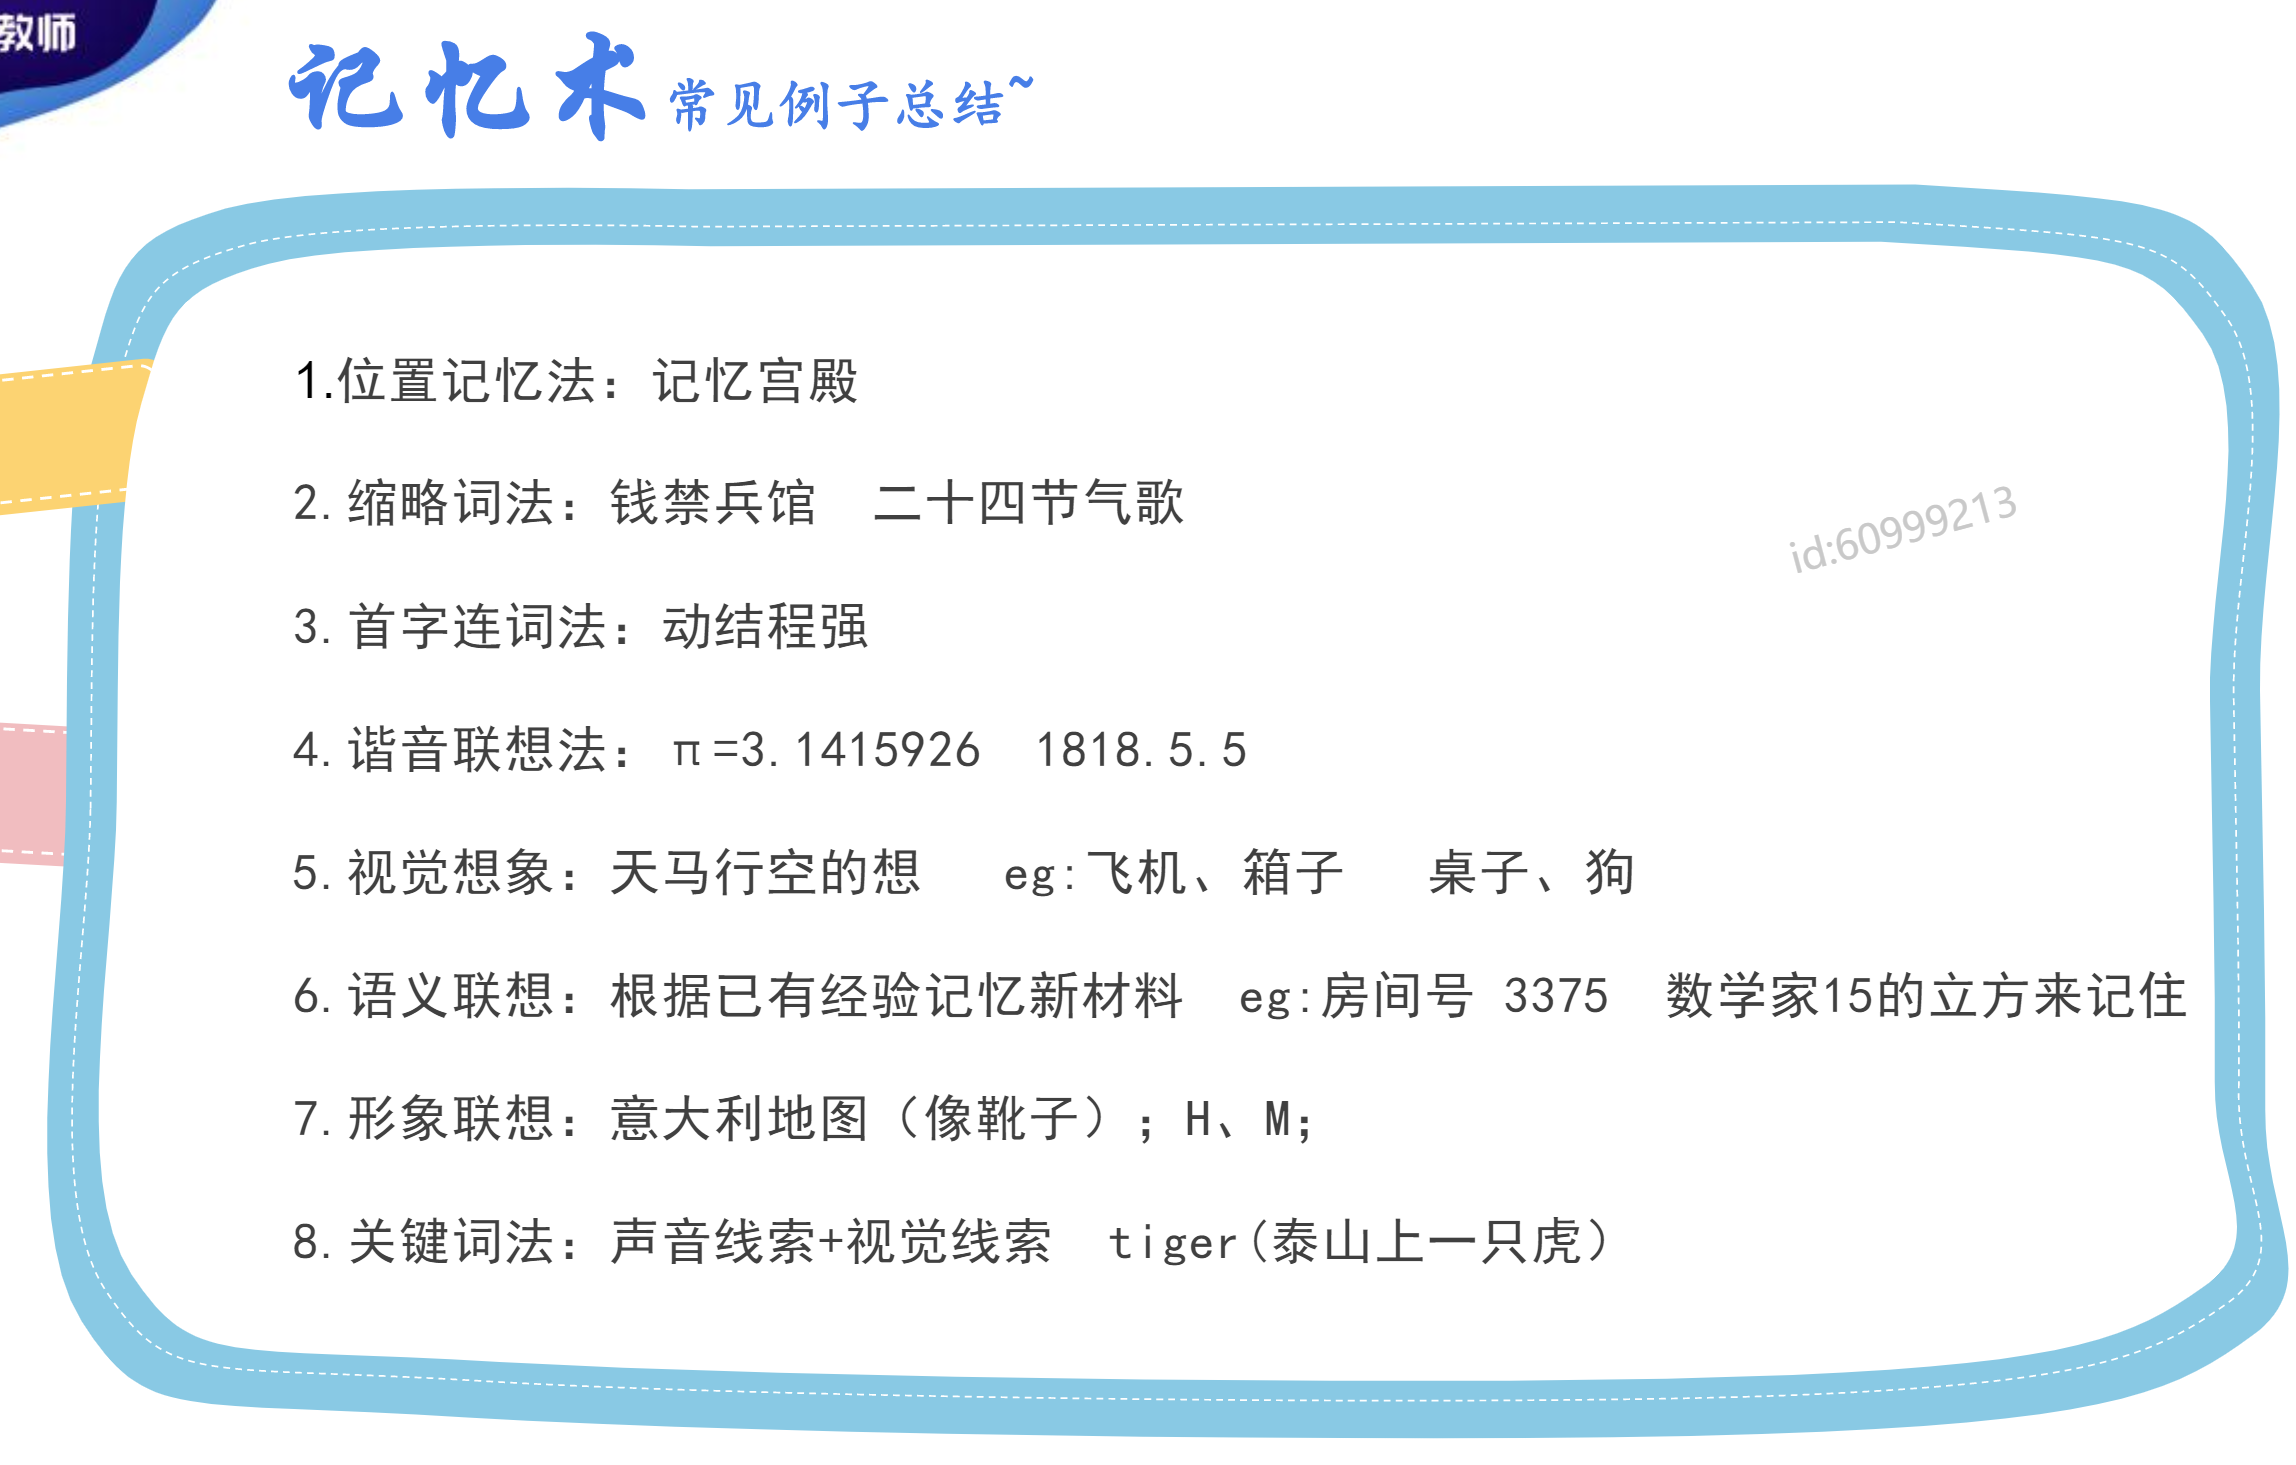 教师
记忆术 常见例子总结~
1.位置记忆法：记忆宫殿
2.缩略词法：钱禁兵馆 二十四节气歌
id:60999213
3.首字连词法：动结程强
4.谐音联想法：π=3.1415926 1818.5.5
5.视觉想象：天马行空的想 eg:飞机、箱子 桌子、狗
6.语义联想：根据已有经验记忆新材料 eg:房间号 3375 数学家15的立方来记住
7.形象联想：意大利地图（像靴子）；H、M；
8.关键词法：声音线索+视觉线索 tiger(泰山上一只虎）